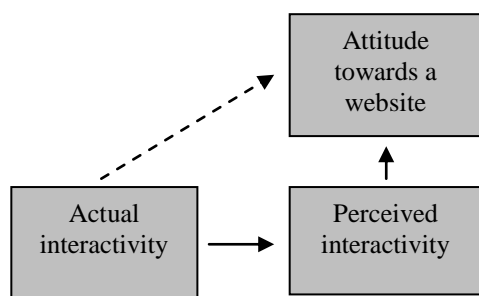 Attitude
towards a
website
Actual
interactivity
Perceived
interactivity